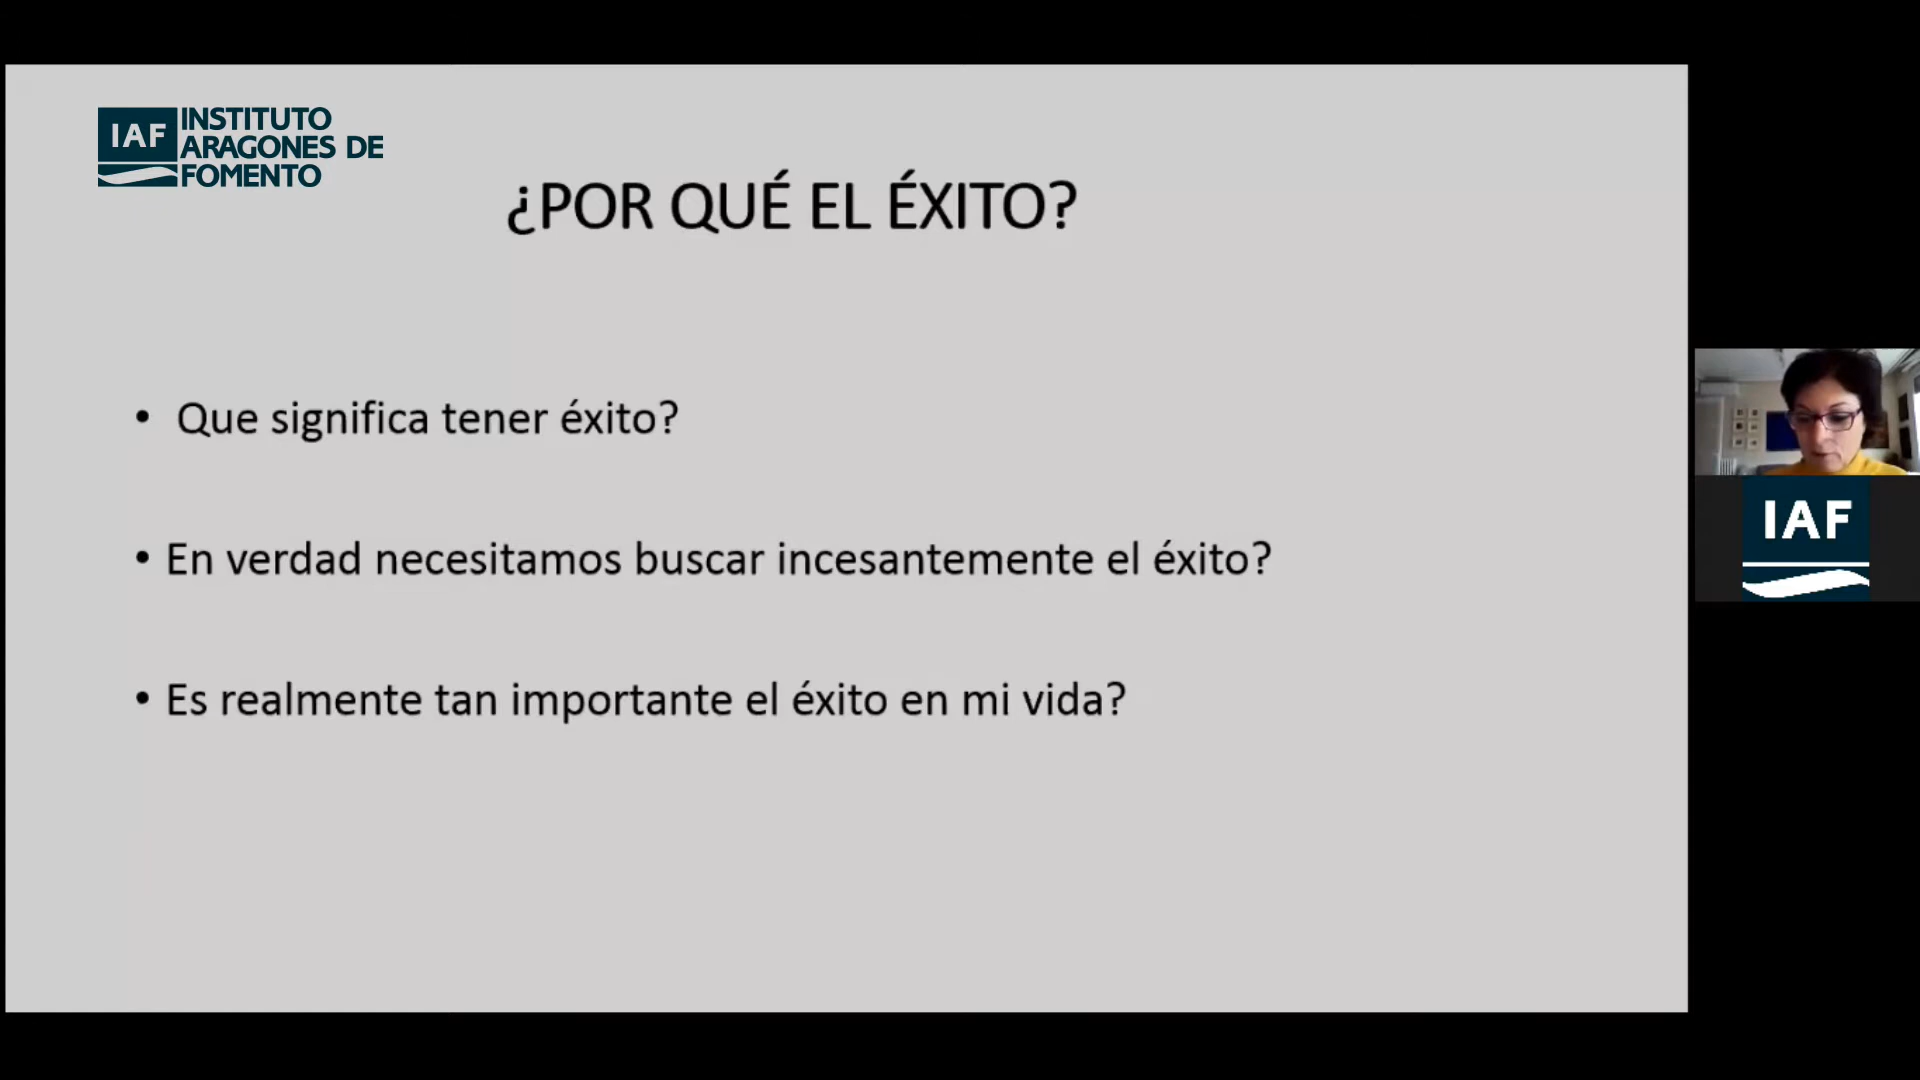 IAF
INSTITUTO
ARAGONES DE
FOMENTO
¿POR QUÉ EL ÉXITO?
• Que significa tener éxito?
• En verdad necesitamos buscar incesantemente el éxito?
• Es realmente tan importante el éxito en mi vida?
IAF